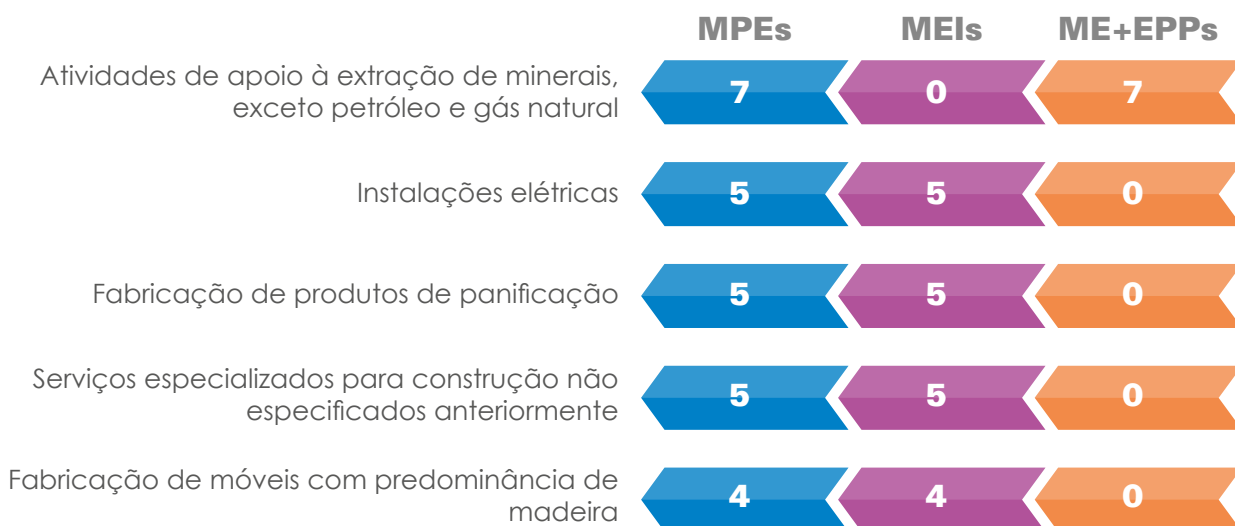 MPEs MEIs ME+EPPs
Atividades de apoio à extração de minerais,
exceto petróleo e gás natural
7 0 7
Instalações elétricas
5 5 0
Fabricação de produtos de panificação
5 5 0
Serviços especializados para construção não
especificados anteriormente
5 5 0
Fabricação de móveis com predominância de
madeira
4 4 0